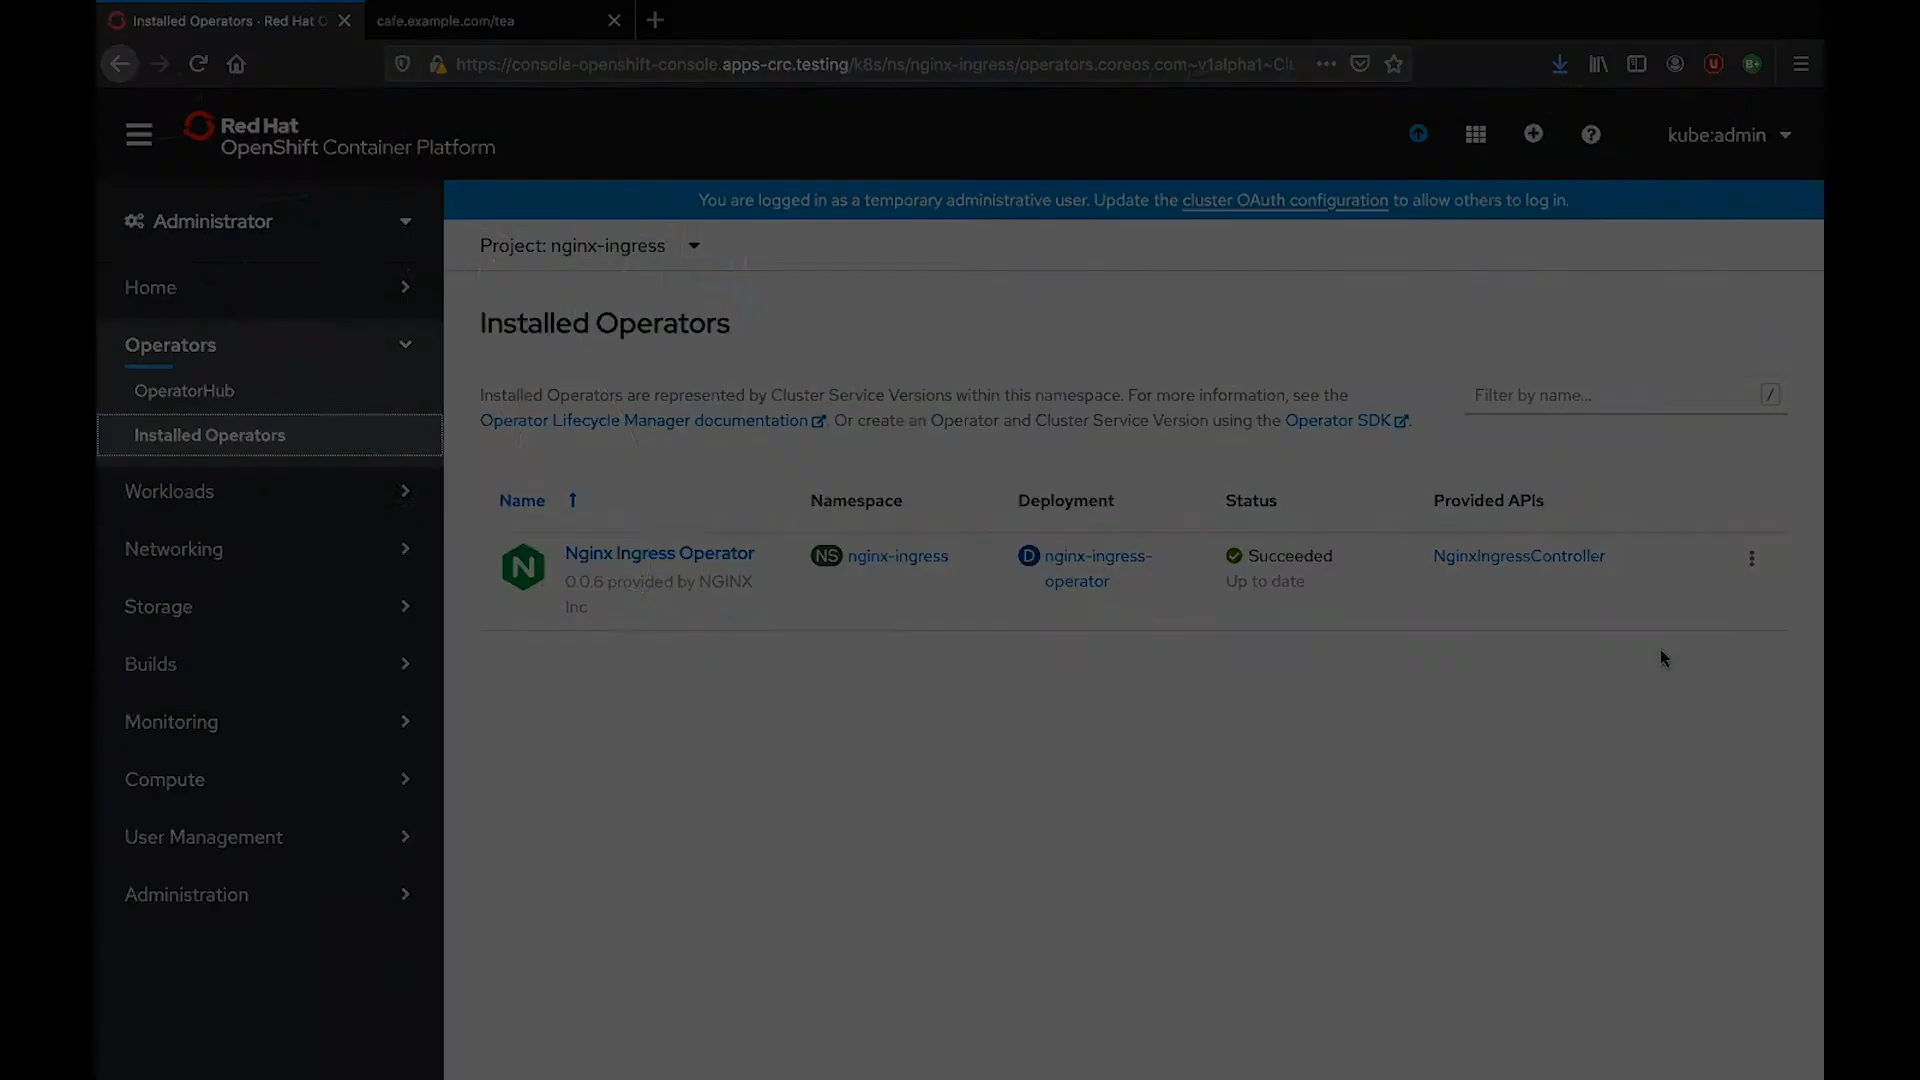 Installed Operators · Red Hat O
cafe.example.com/tea
https://console-openshift-console.apps-crc.testing/k8s/ns/nginx-ingress/operators.coreos.com~v1alpha1~Clu
Red Hat
OpenShift Container Platform
kube:admin
Administrator
You are logged in as a temporary administrative user. Update the cluster OAuth configuration to allow others to log in.
Project: nginx-ingress
Home
Operators
OperatorHub
Installed Operators
Workloads
Networking
Storage
Builds
Monitoring
Compute
User Management
Administration
Installed Operators
Installed Operators are represented by Cluster Service Versions within this namespace. For more information, see the
Operator Lifecycle Manager documentation. Or create an Operator and Cluster Service Version using the Operator SDK.
Filter by name... /
Name Namespace Deployment Status Provided APIs
N Nginx Ingress Operator
0.0.6 provided by NGINX
Inc
NS nginx-ingress
D nginx-ingress-
operator
Succeeded
Up to date
NginxIngressController